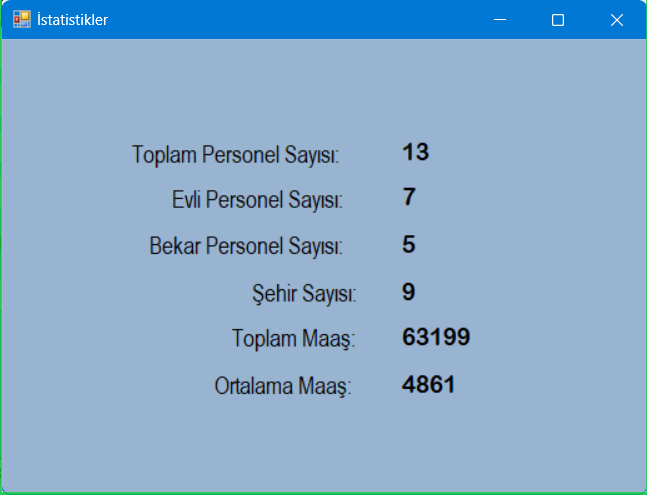 İstatistikler
Toplam Personel Sayısı: 13
Evli Personel Sayısı: 7
Bekar Personel Sayısı: 5
Şehir Sayısı: 9
Toplam Maaş: 63199
Ortalama Maaş: 4861